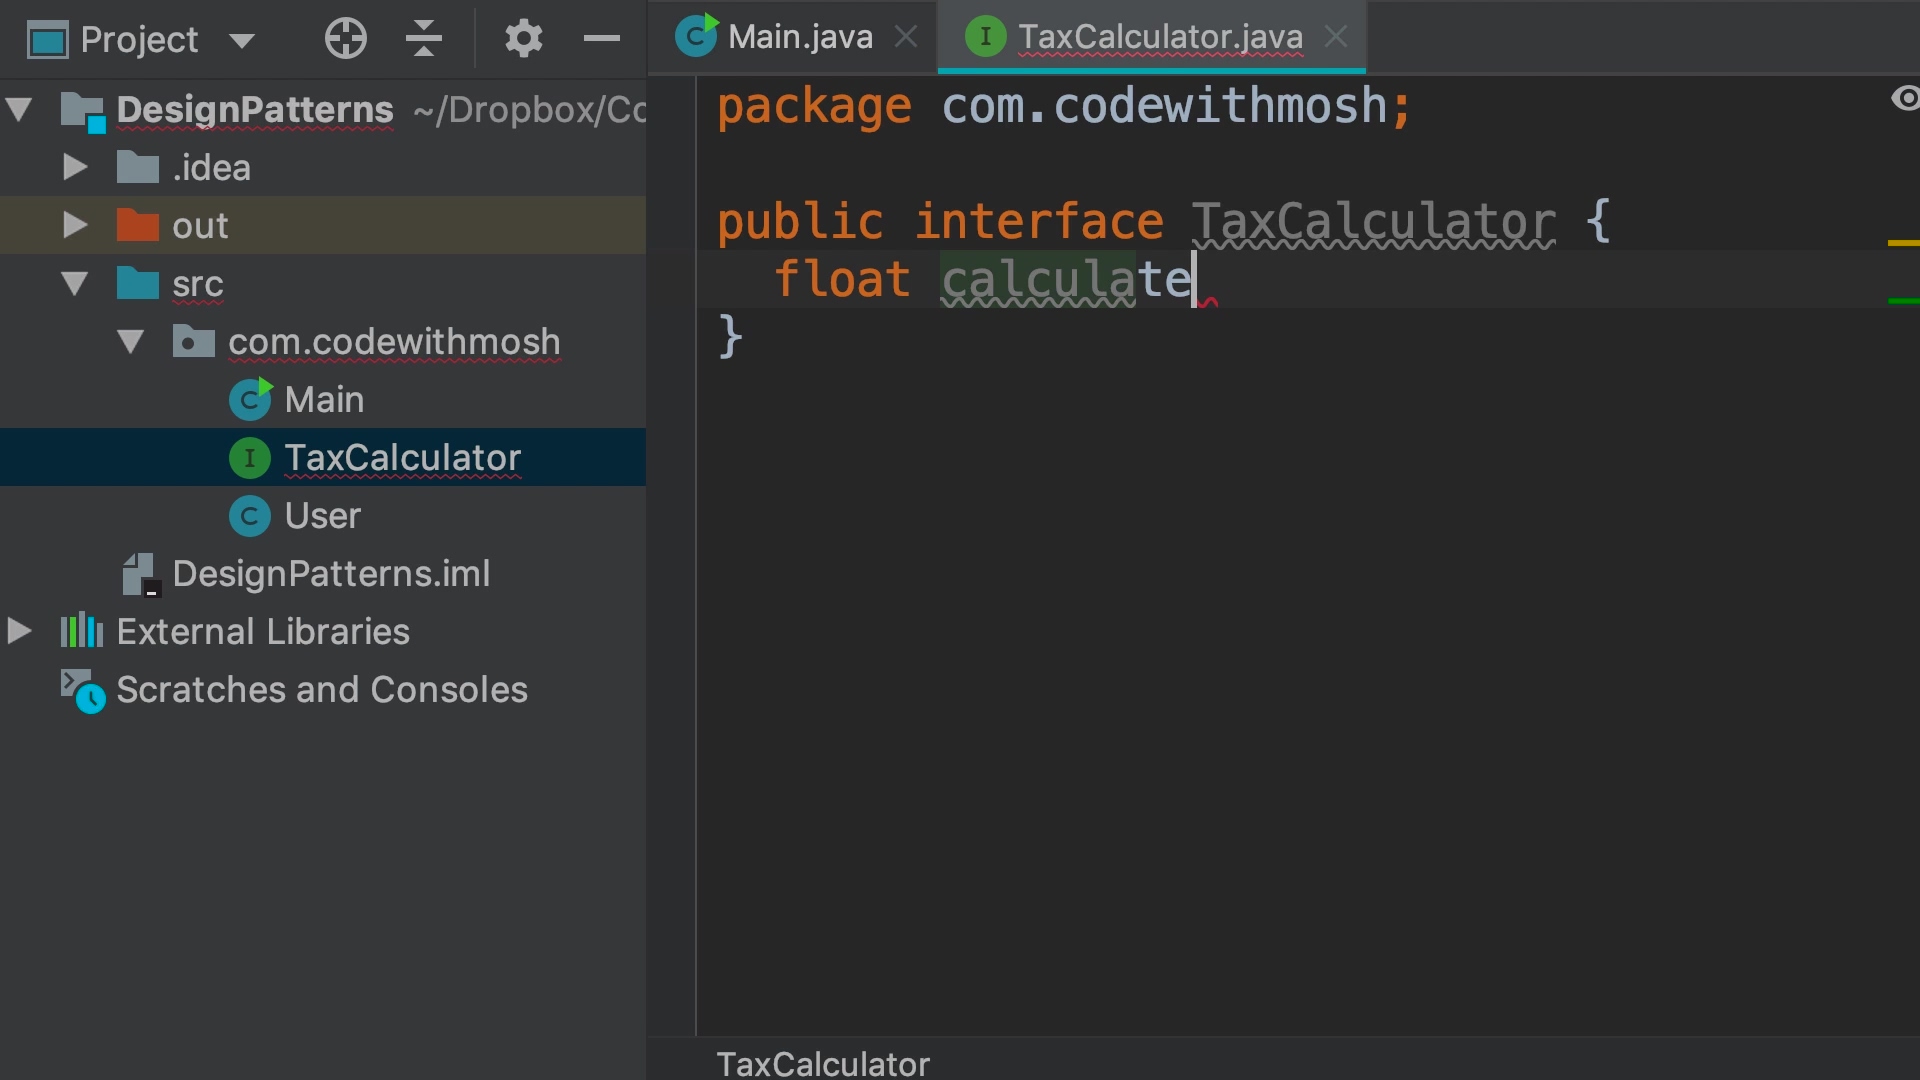 Project
Main.java
TaxCalculator.java
DesignPatterns ~/Dropbox/Co
.idea
out
src
com.codewithmosh
Main
TaxCalculator
User
DesignPatterns.iml
External Libraries
Scratches and Consoles
package com.codewithmosh;
public interface TaxCalculator {
float calculate
}
TaxCalculator